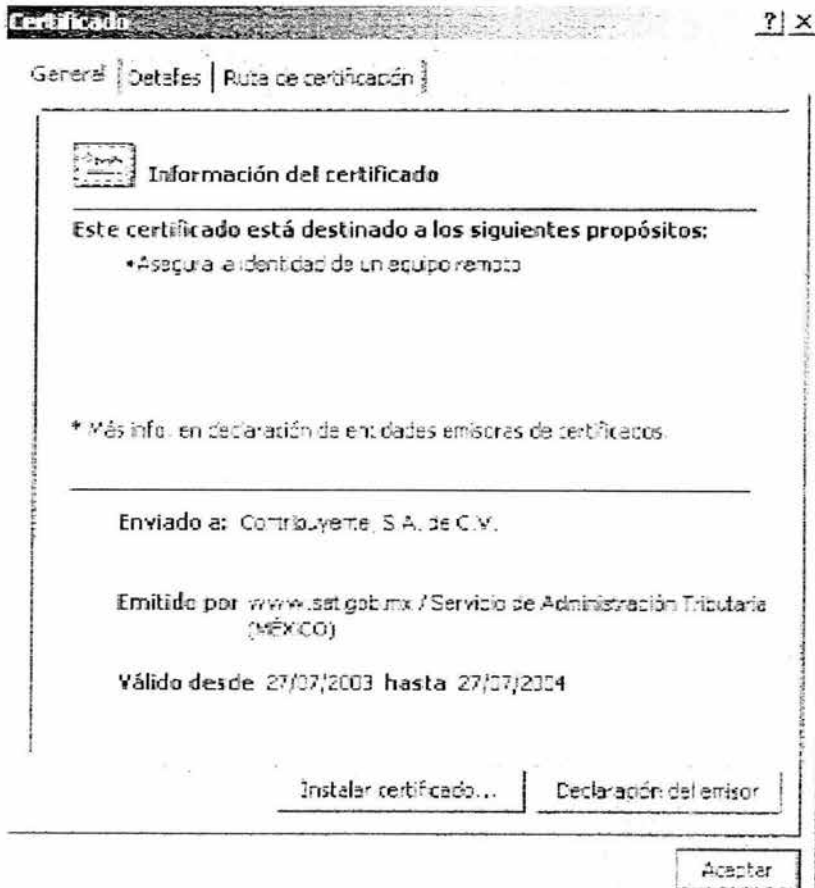 Certificado
? ×
General Detalles Ruta de certificación
Información del certificado
Este certificado está destinado a los siguientes propósitos:
•Asegura la identidad de un equipo remoto
* Más info. en declaración de entidades emisoras de certificados.
Enviado a: Contribuyente, S.A. de C.V.
Emitido por www.sat.gob.mx / Servicio de Administración Tributaria
(MÉXICO)
Válido desde 27/07/2003 hasta 27/07/2004
Instalar certificado... Declaración del emisor
Aceptar